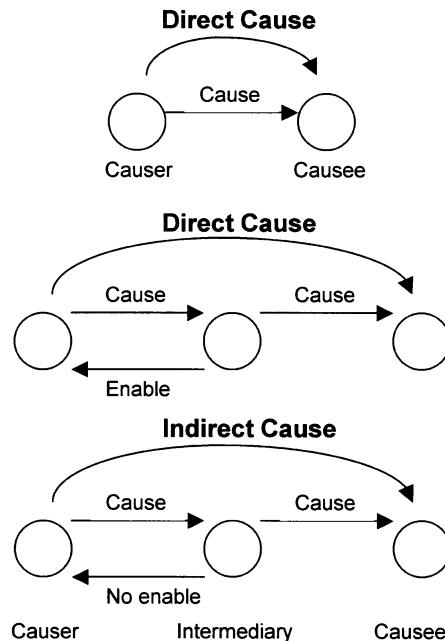 Direct Cause
Cause
Causer Causee
Direct Cause
Cause Cause
Enable
Indirect Cause
Cause Cause
No enable
Causer Intermediary Causee